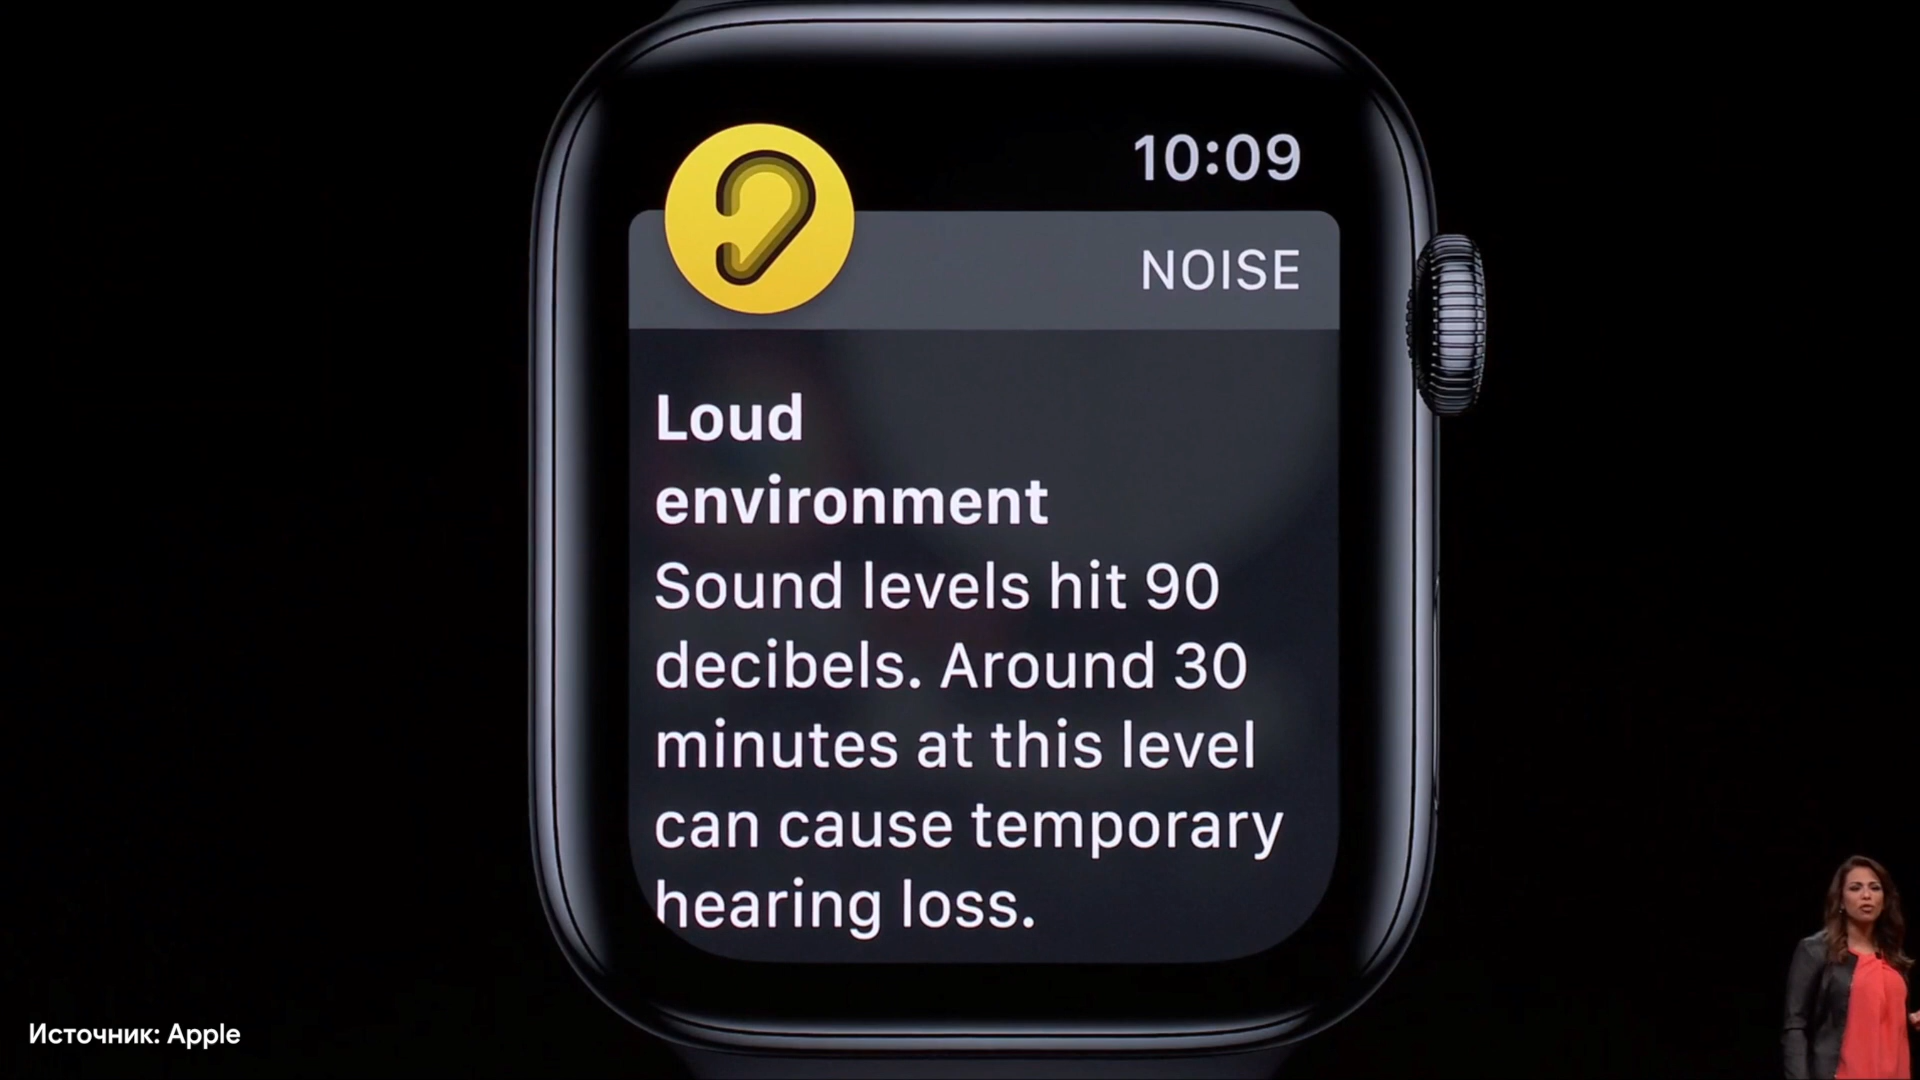 10:09
NOISE
Loud
environment
Sound levels hit 90
decibels. Around 30
minutes at this level
can cause temporary
hearing loss.
Источник: Apple